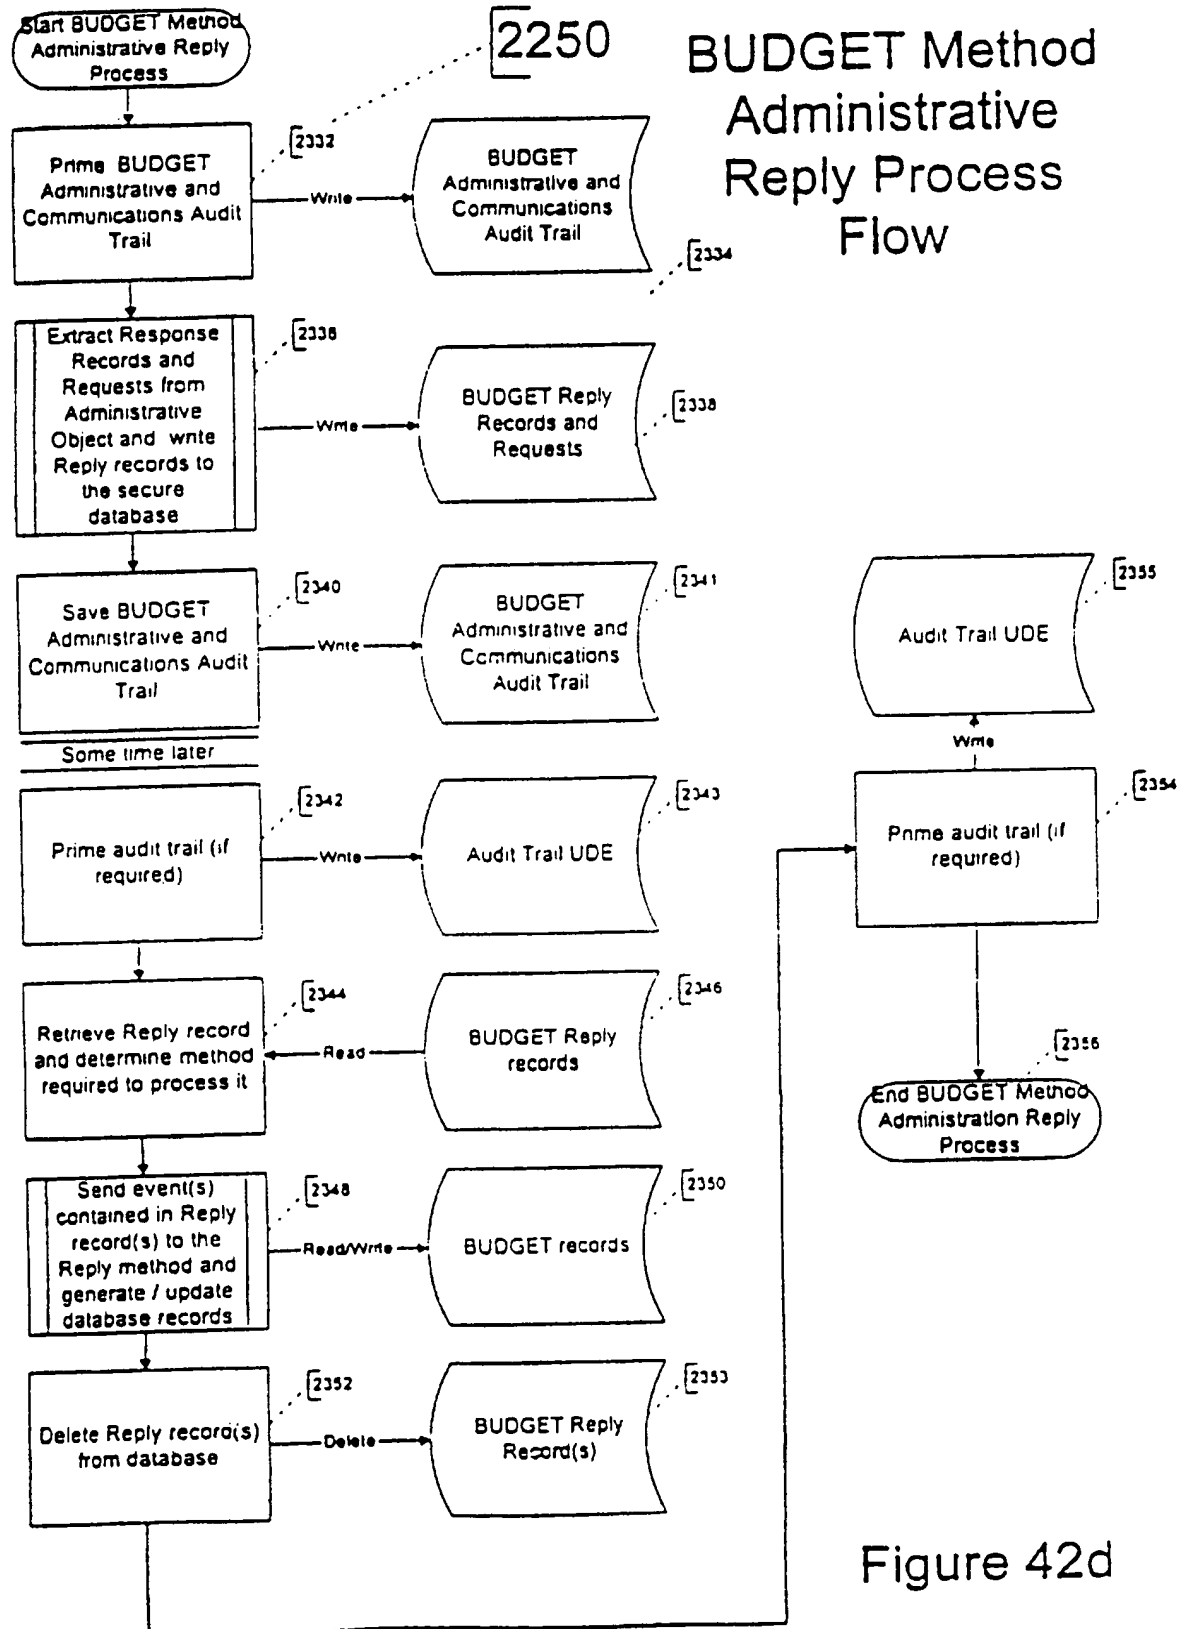 Start BUDGET Method
Administrative Reply
Process
2250
BUDGET Method
Administrative
Reply Process
Flow
Prime BUDGET
Administrative and
Communications Audit
Trail
2332
Write
BUDGET
Administrative and
Communications
Audit Trail
2334
Extract Response
Records and
Requests from
Administrative
Object and write
Reply records to
the secure
database
2338
Write
BUDGET Reply
Records and
Requests
2338
Save BUDGET
Administrative and
Communications Audit
Trail
2340
Write
BUDGET
Administrative and
Communications
Audit Trail
2341
Some time later
Prime audit trail (if
required)
2342
Write
Audit Trail UDE
2343
Retrieve Reply record
and determine method
required to process it
2344
Read
BUDGET Reply
records
2346
Send event(s)
contained in Reply
record(s) to the
Reply method and
generate / update
database records
2348
Read/Write
BUDGET records
2350
Delete Reply record(s)
from database
2352
Delete
BUDGET Reply
Record(s)
2353
Audit Trail UDE
2355
Write
Prime audit trail (if
required)
2354
2356
End BUDGET Method
Administration Reply
Process
Figure 42d